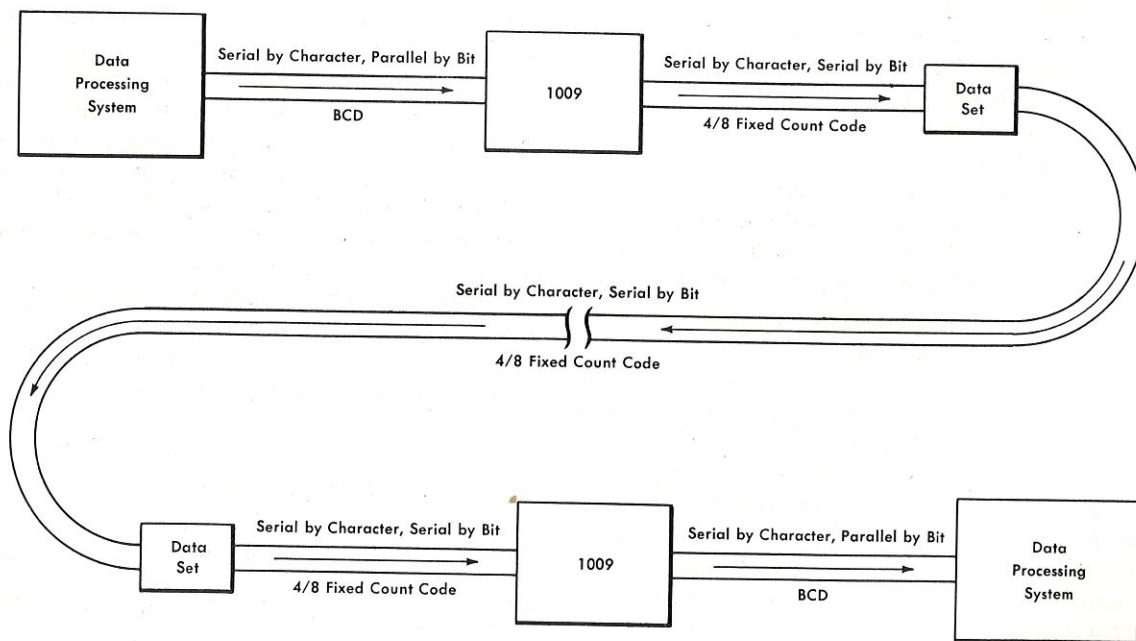 Data
Processing
System
Serial by Character, Parallel by Bit
BCD
1009
Serial by Character, Serial by Bit
4/8 Fixed Count Code
Data
Set
Serial by Character, Serial by Bit
4/8 Fixed Count Code
Data
Set
Serial by Character, Serial by Bit
4/8 Fixed Count Code
1009
Serial by Character, Parallel by Bit
BCD
Data
Processing
System